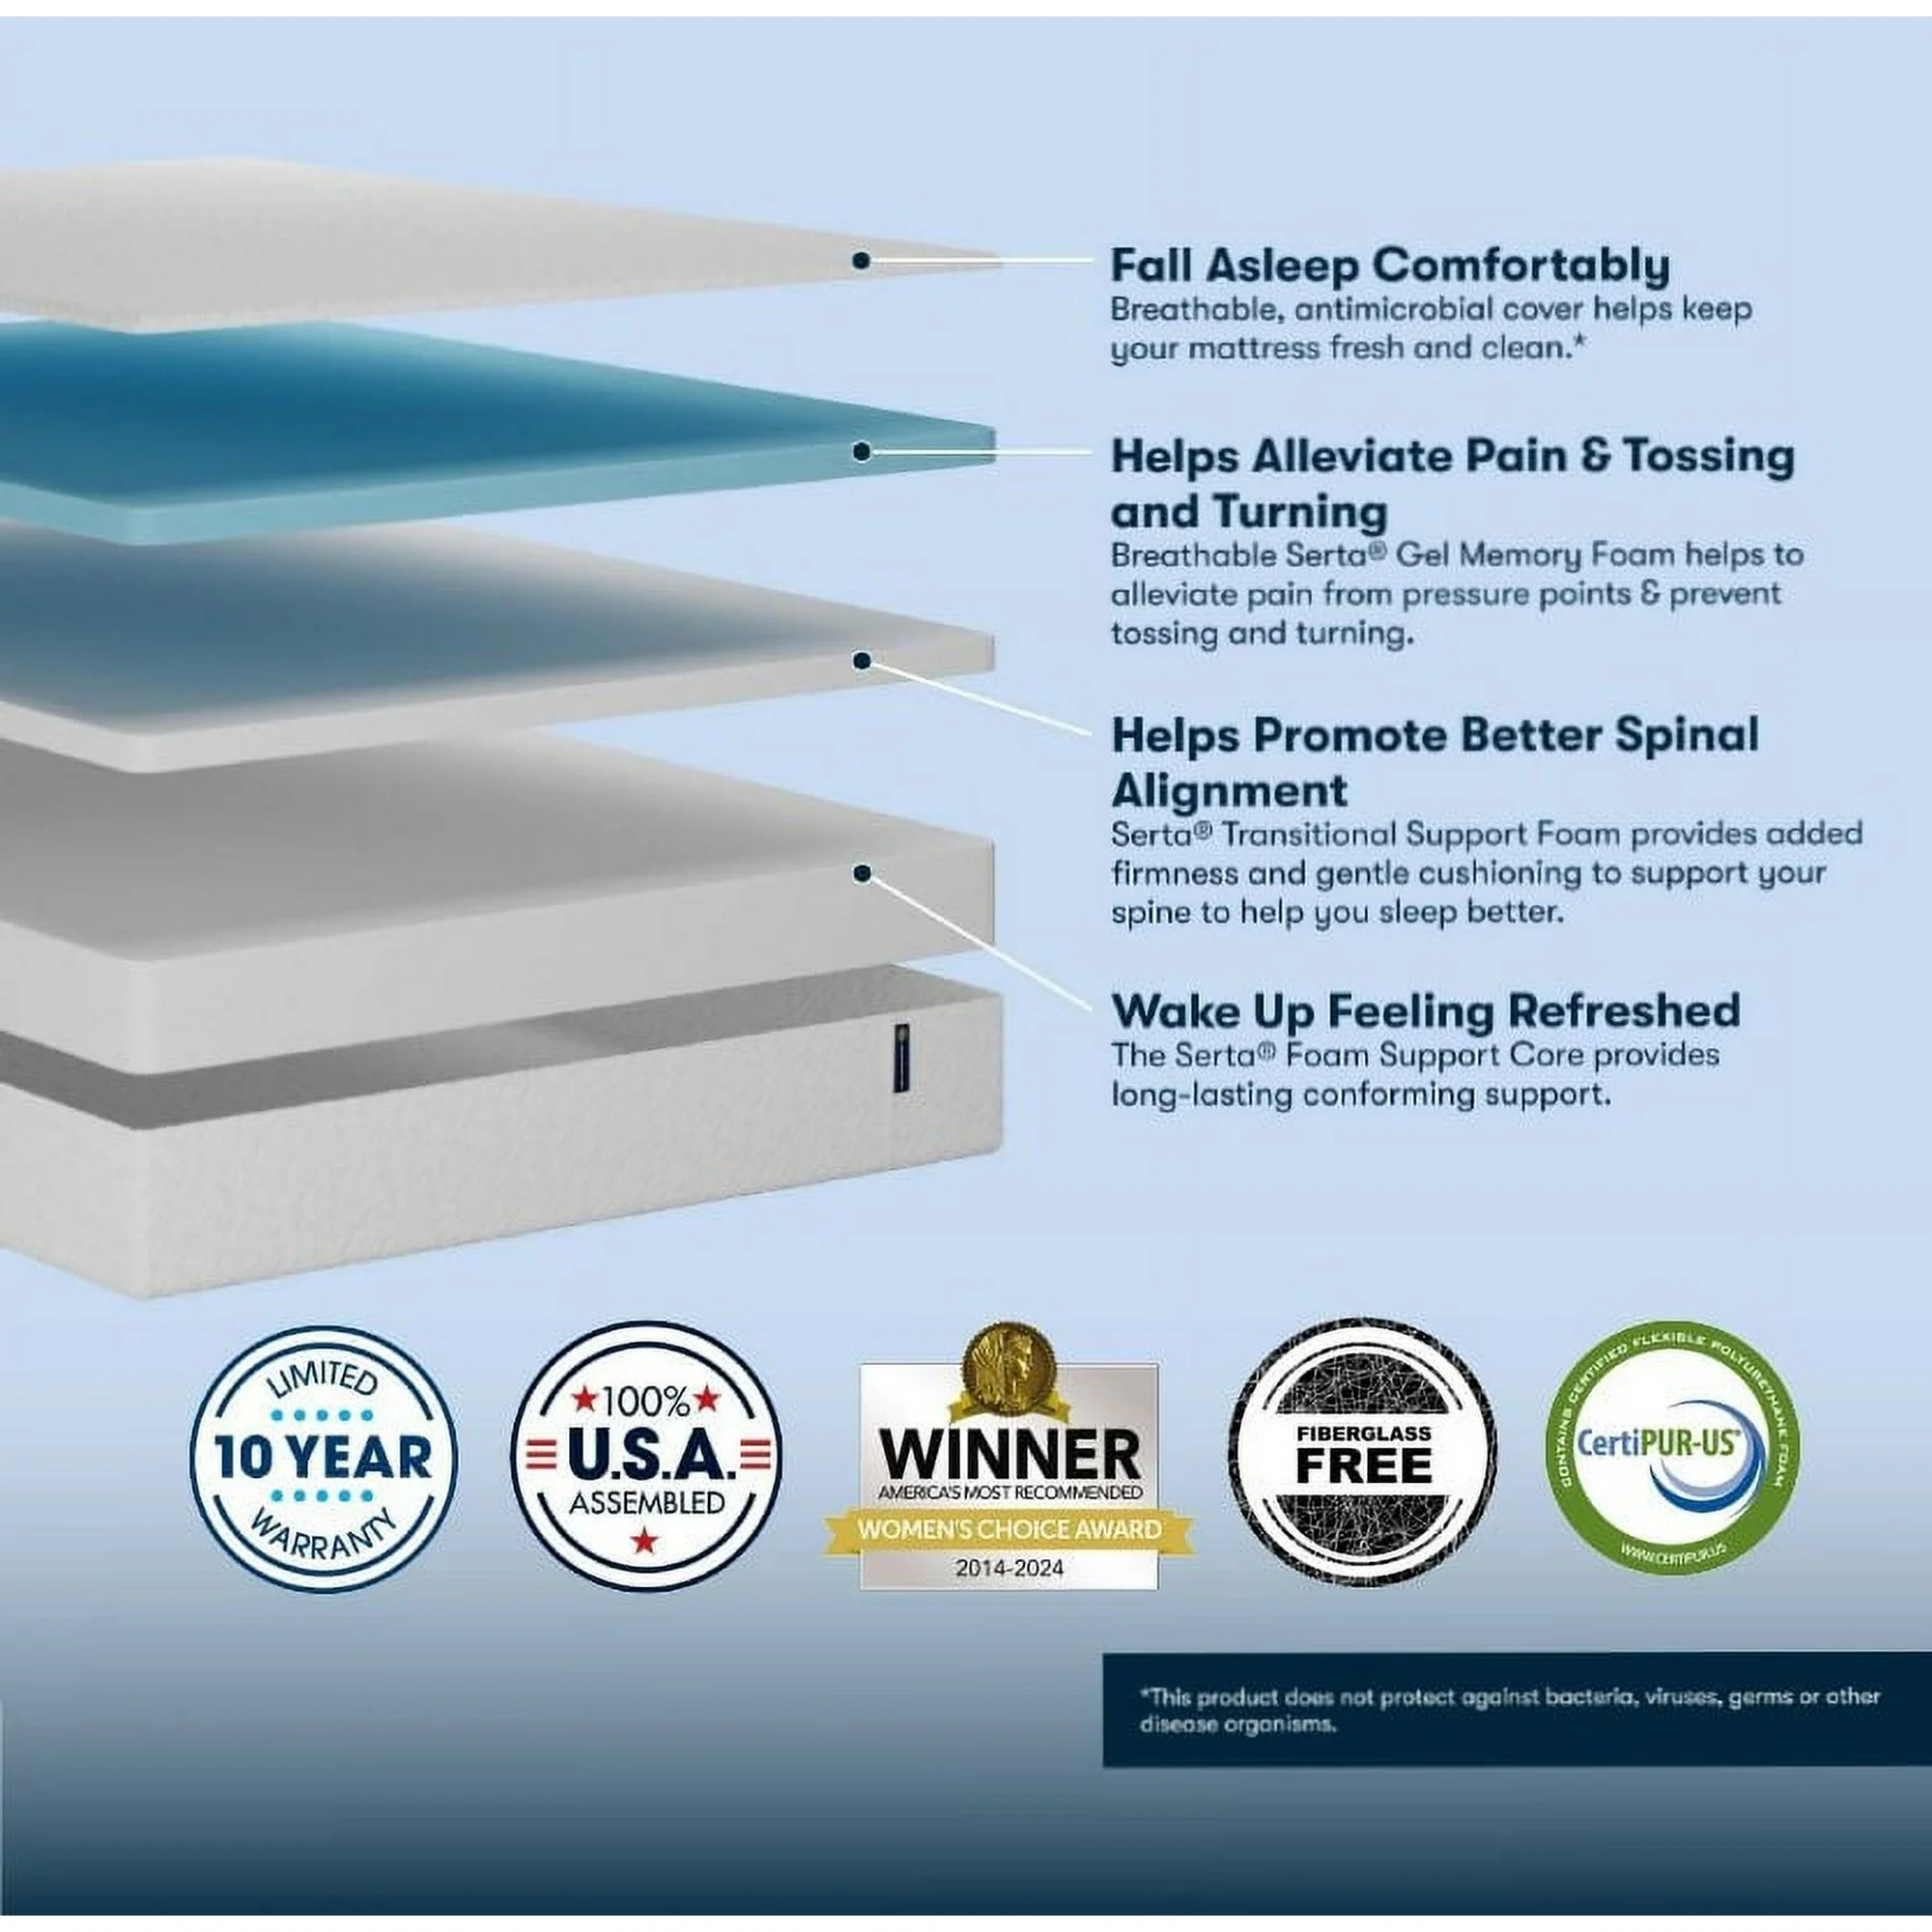 Fall Asleep Comfortably
Breathable, antimicrobial cover helps keep
your mattress fresh and clean.*
Helps Alleviate Pain & Tossing
and Turning
Breathable Serta® Gel Memory Foam helps to
alleviate pain from pressure points & prevent
tossing and turning.
Helps Promote Better Spinal
Alignment
Serta® Transitional Support Foam provides added
firmness and gentle cushioning to support your
spine to help you sleep better.
Wake Up Feeling Refreshed
The Serta® Foam Support Core provides
long-lasting conforming support.
LIMITED
10 YEAR
WARRANTY
100%
U.S.A.
ASSEMBLED
WINNER
AMERICA'S MOST RECOMMENDED
WOMEN'S CHOICE AWARD
2014-2024
FIBERGLASS
FREE
CONTAINS CERTIFIED FLEXIBLE POLYURETHANE FOAM
CertiPUR-US®
WWW.CERTIPUR.US
*This product does not protect against bacteria, viruses, germs or other
disease organisms.